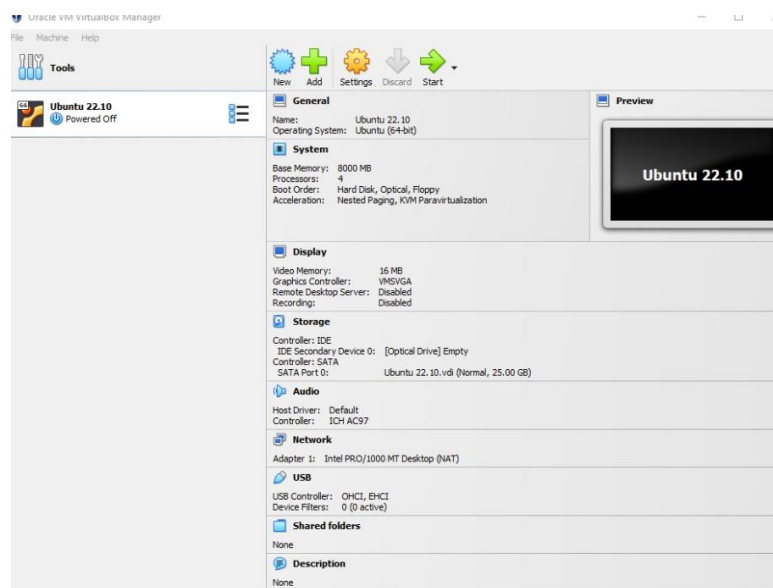 Oracle VM VirtualBox Manager
File Machine Help
Tools
New Add Settings Discard Start
64
Ubuntu 22.10
Powered Off
General
Name: Ubuntu 22.10
Operating System: Ubuntu (64-bit)
System
Base Memory: 8000 MB
Processors: 4
Boot Order: Hard Disk, Optical, Floppy
Acceleration: Nested Paging, KVM Paravirtualization
Preview
Ubuntu 22.10
Display
Video Memory: 16 MB
Graphics Controller: VMSVGA
Remote Desktop Server: Disabled
Recording: Disabled
Storage
Controller: IDE
IDE Secondary Device 0: [Optical Drive] Empty
Controller: SATA
SATA Port 0: Ubuntu 22.10.vdi (Normal, 25.00 GB)
Audio
Host Driver: Default
Controller: ICH AC97
Network
Adapter 1: Intel PRO/1000 MT Desktop (NAT)
USB
USB Controller: OHCI, EHCI
Device Filters: 0 (0 active)
Shared folders
None
Description
None